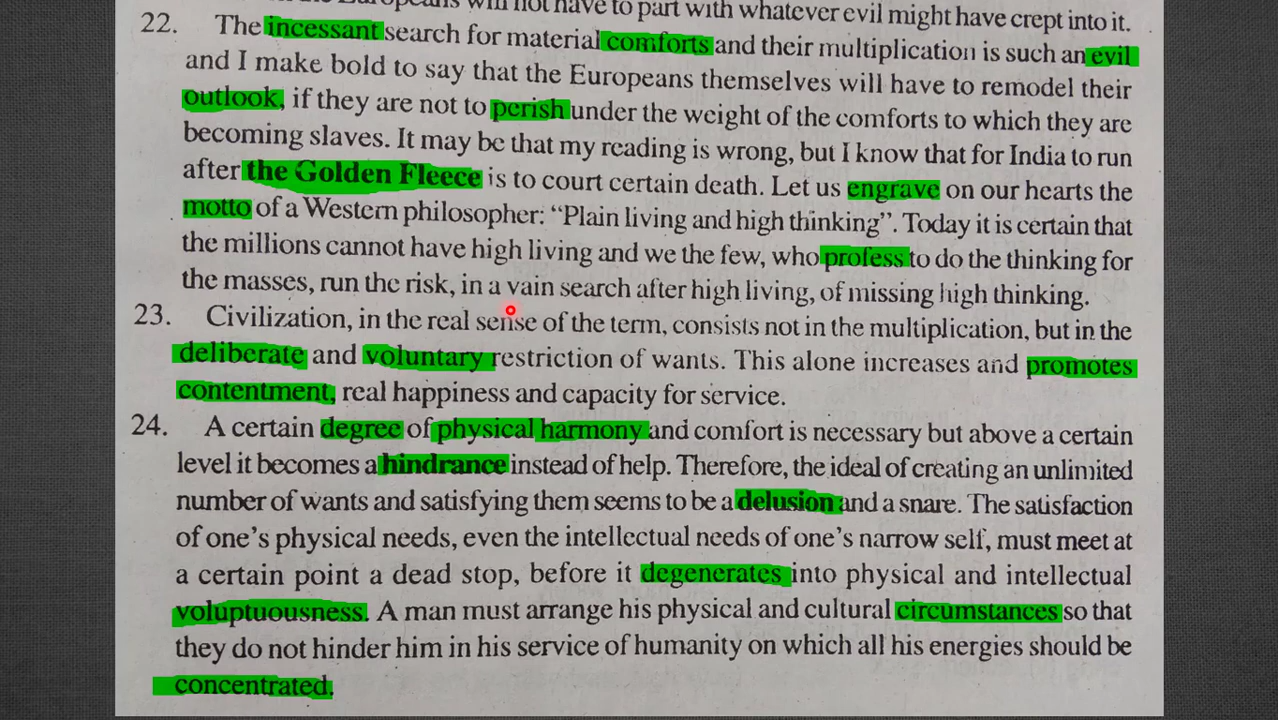 will not have to part with whatever evil might have crept into it.
22. The incessant search for material comforts and their multiplication is such an evil
and I make bold to say that the Europeans themselves will have to remodel their
outlook, if they are not to perish under the weight of the comforts to which they are
becoming slaves. It may be that my reading is wrong, but I know that for India to run
after the Golden Fleece is to court certain death. Let us engrave on our hearts the
motto of a Western philosopher: “Plain living and high thinking”. Today it is certain that
the millions cannot have high living and we the few, who profess to do the thinking for
the masses, run the risk, in a vain search after high living, of missing high thinking.
23. Civilization, in the real sense of the term, consists not in the multiplication, but in the
deliberate and voluntary restriction of wants. This alone increases and promotes
contentment, real happiness and capacity for service.
24. A certain degree of physical harmony and comfort is necessary but above a certain
level it becomes a hindrance instead of help. Therefore, the ideal of creating an unlimited
number of wants and satisfying them seems to be a delusion and a snare. The satisfaction
of one’s physical needs, even the intellectual needs of one’s narrow self, must meet at
a certain point a dead stop, before it degenerates into physical and intellectual
voluptuousness. A man must arrange his physical and cultural circumstances so that
they do not hinder him in his service of humanity on which all his energies should be
concentrated.